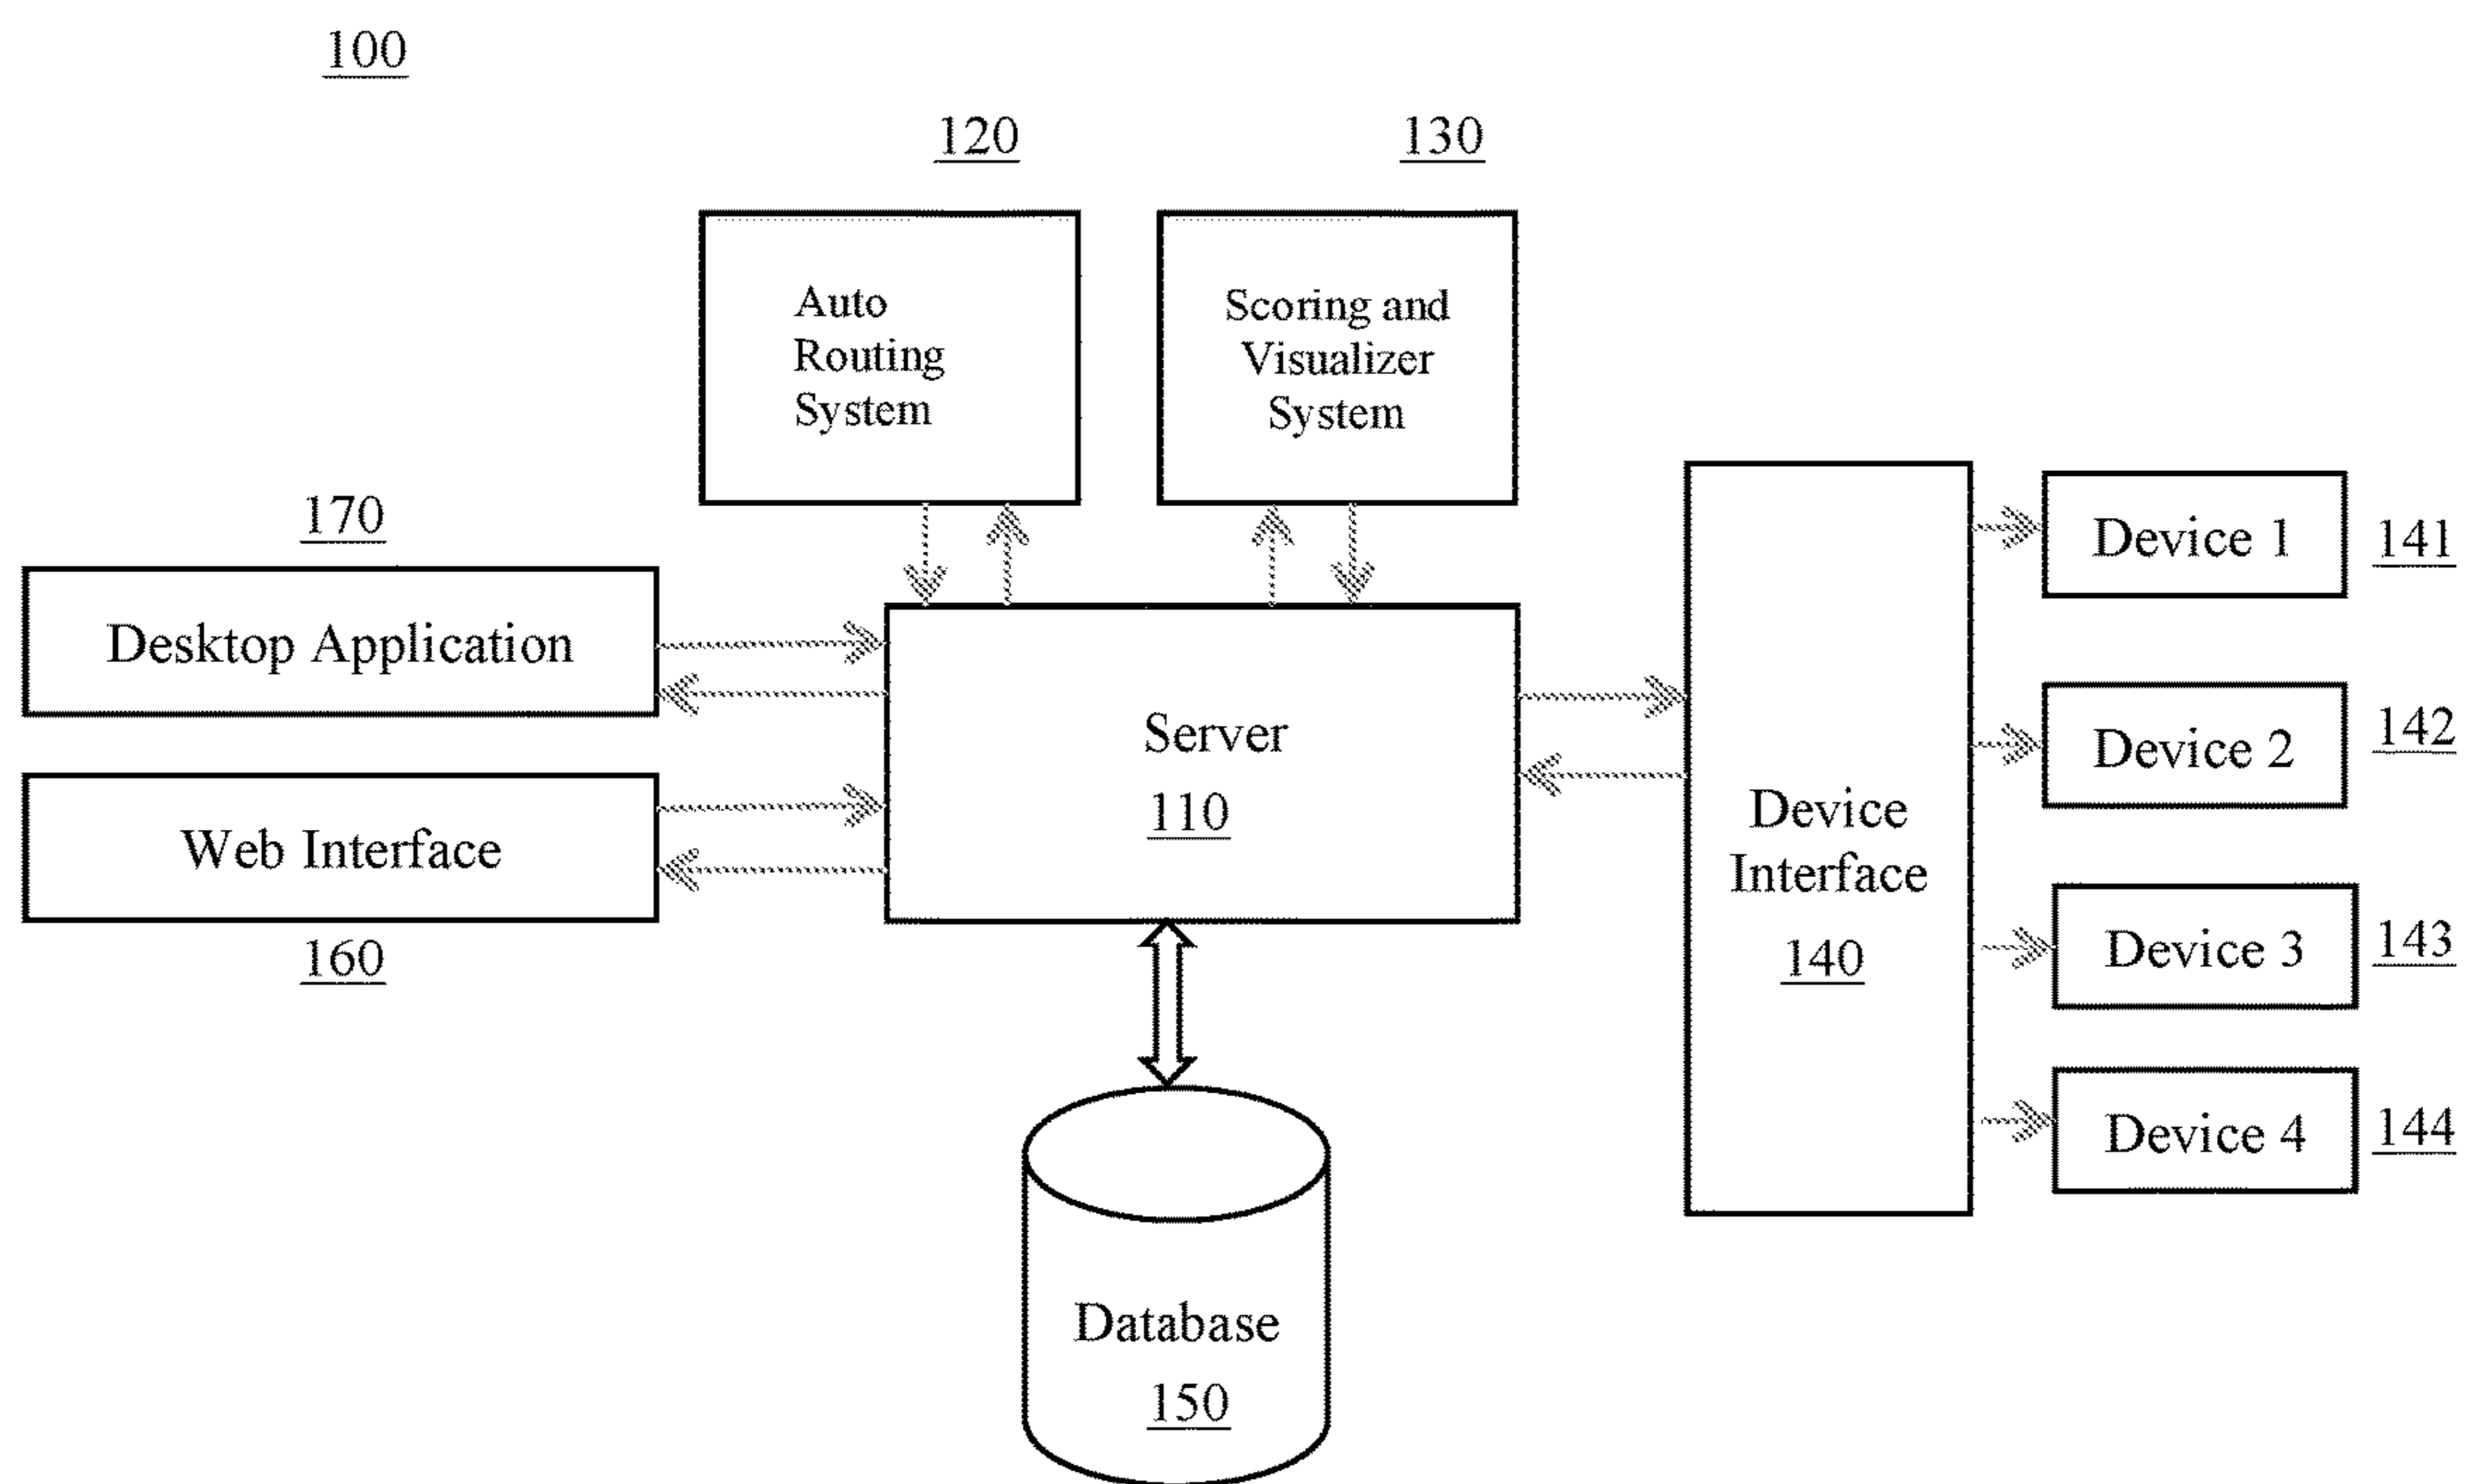 100
120
130
Auto
Routing
System
Scoring and
Visualizer
System
170
Desktop Application
Web Interface
160
Server
110
Device
Interface
140
Device 1
141
Device 2
142
Device 3
143
Device 4
144
Database
150